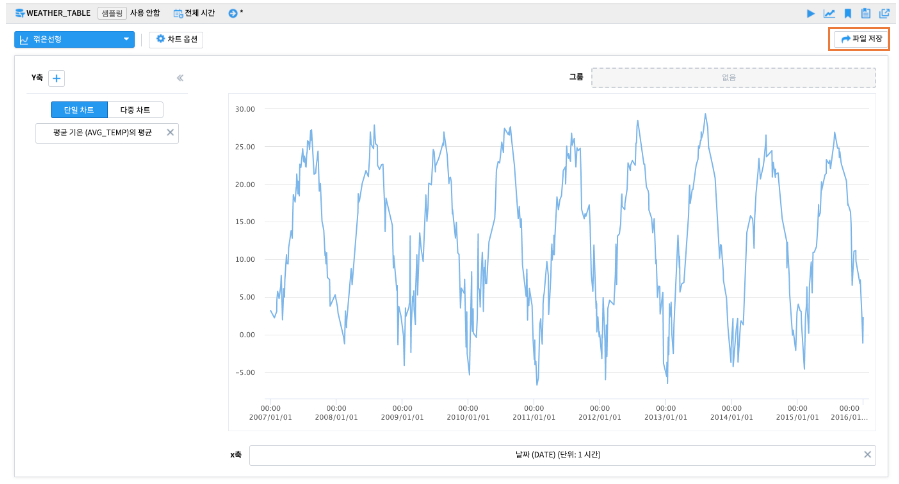 WEATHER_TABLE 샘플링 사용 안함 전체 시간 *
꺾은선형 차트 옵션 파일 저장
Y축 그룹 없음
단일 차트 다중 차트
평균 기온 (AVG_TEMP)의 평균
30.00
25.00
20.00
15.00
10.00
5.00
0.00
−5.00
00:00 00:00 00:00 00:00 00:00 00:00 00:00 00:00 00:00 00:00
2007/01/01 2008/01/01 2009/01/01 2010/01/01 2011/01/01 2012/01/01 2013/01/01 2014/01/01 2015/01/01 2016/01...
x축 날짜 (DATE) (단위: 1 시간)